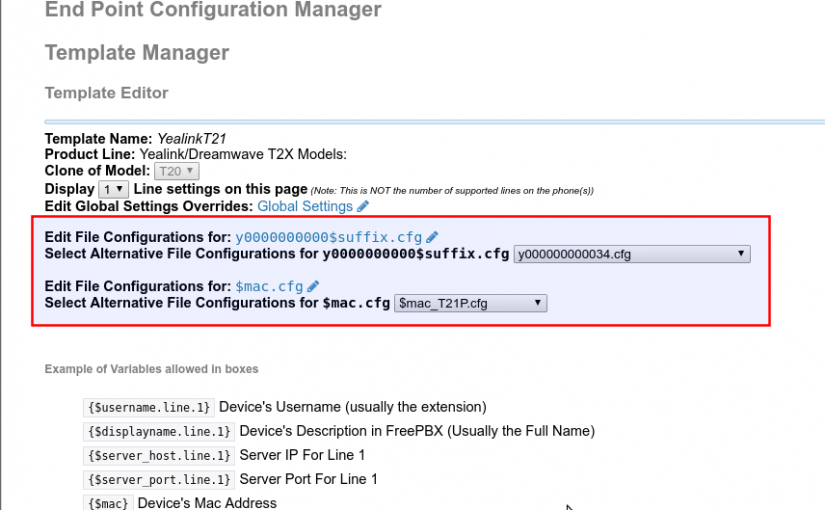 End Point Configuration Manager
Template Manager
Template Editor
Template Name: YealinkT21
Product Line: Yealink/Dreamwave T2X Models:
Clone of Model: T20
Display 1 Line settings on this page (Note: This is NOT the number of supported lines on the phone(s))
Edit Global Settings Overrides: Global Settings
Edit File Configurations for: y0000000000$suffix.cfg
Select Alternative File Configurations for y0000000000$suffix.cfg y000000000034.cfg
Edit File Configurations for: $mac.cfg
Select Alternative File Configurations for $mac.cfg $mac_T21P.cfg
Example of Variables allowed in boxes
{$username.line.1} Device's Username (usually the extension)
{$displayname.line.1} Device's Description in FreePBX (Usually the Full Name)
{$server_host.line.1} Server IP For Line 1
{$server_port.line.1} Server Port For Line 1
{$mac} Device's Mac Address